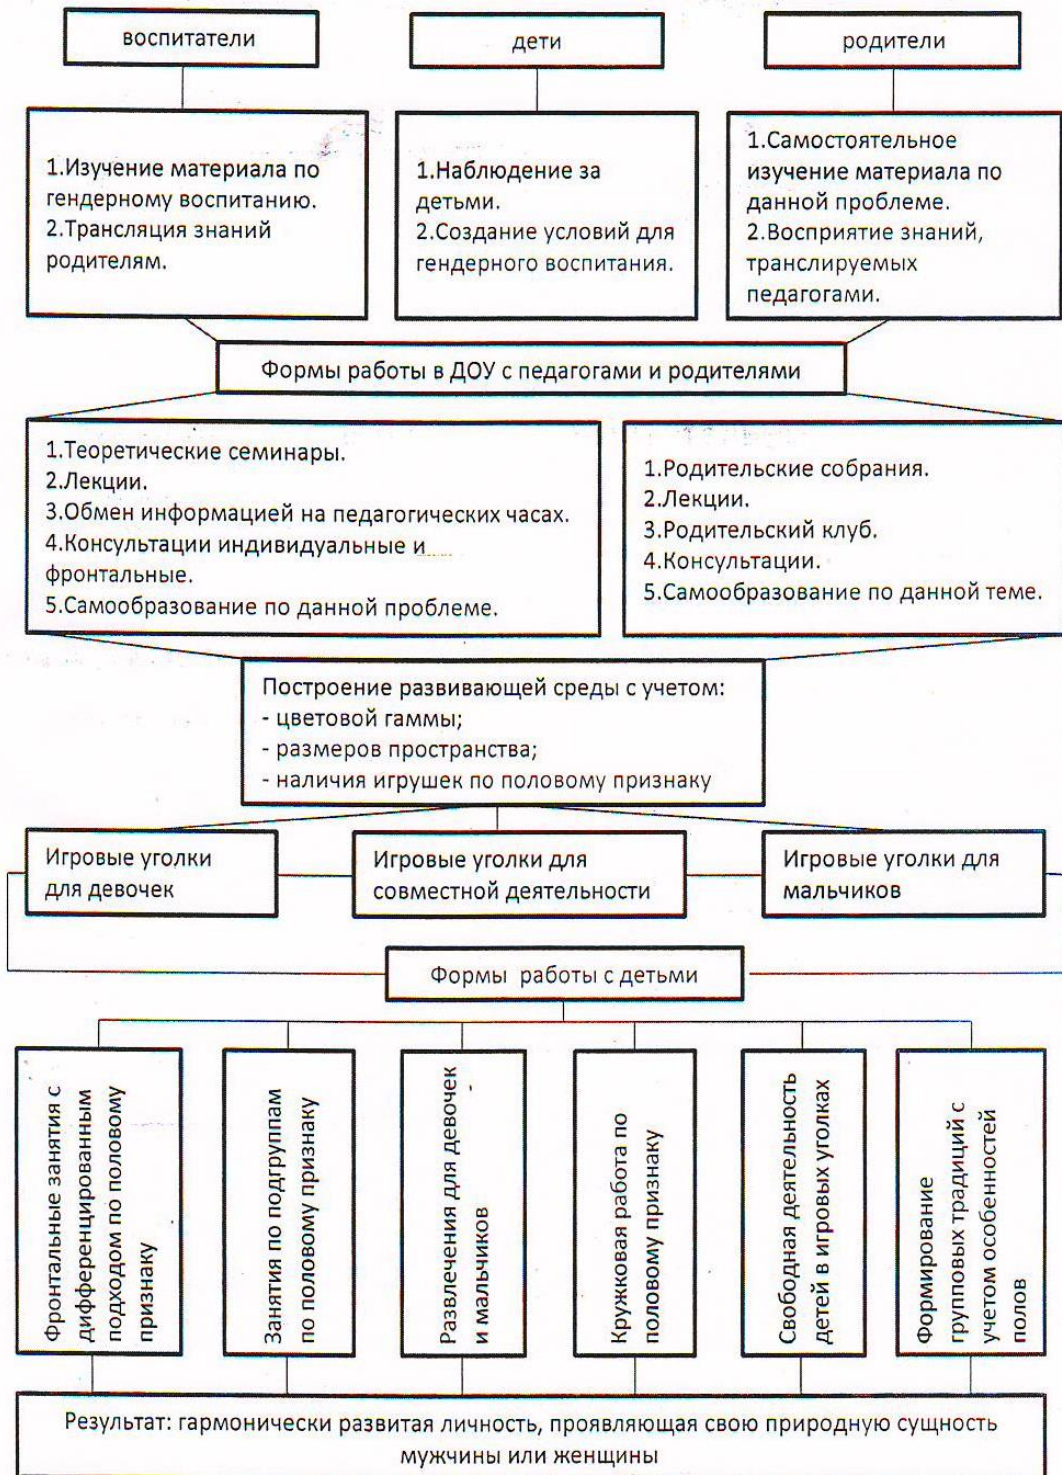 воспитатели
дети
родители
1.Изучение материала по
гендерному воспитанию.
2.Трансляция знаний
родителям.
1.Наблюдение за
детьми.
2.Создание условий для
гендерного воспитания.
1.Самостоятельное
изучение материала по
данной проблеме.
2.Восприятие знаний,
транслируемых
педагогами.
Формы работы в ДОУ с педагогами и родителями
1.Теоретические семинары.
2.Лекции.
3.Обмен информацией на педагогических часах.
4.Консультации индивидуальные и
фронтальные.
5.Самообразование по данной проблеме.
1.Родительские собрания.
2.Лекции.
3.Родительский клуб.
4.Консультации.
5.Самообразование по данной теме.
Построение развивающей среды с учетом:
- цветовой гаммы;
- размеров пространства;
- наличия игрушек по половому признаку
Игровые уголки
для девочек
Игровые уголки для
совместной деятельности
Игровые уголки для
мальчиков
Формы работы с детьми
Фронтальные занятия с
дифференцированным
подходом по половому
признаку
Занятия по подгруппам
по половому признаку
Развлечения для девочек
и мальчиков
Кружковая работа по
половому признаку
Свободная деятельность
детей в игровых уголках
Формирование
групповых традиций с
учетом особенностей
полов
Результат: гармонически развитая личность, проявляющая свою природную сущность
мужчины или женщины